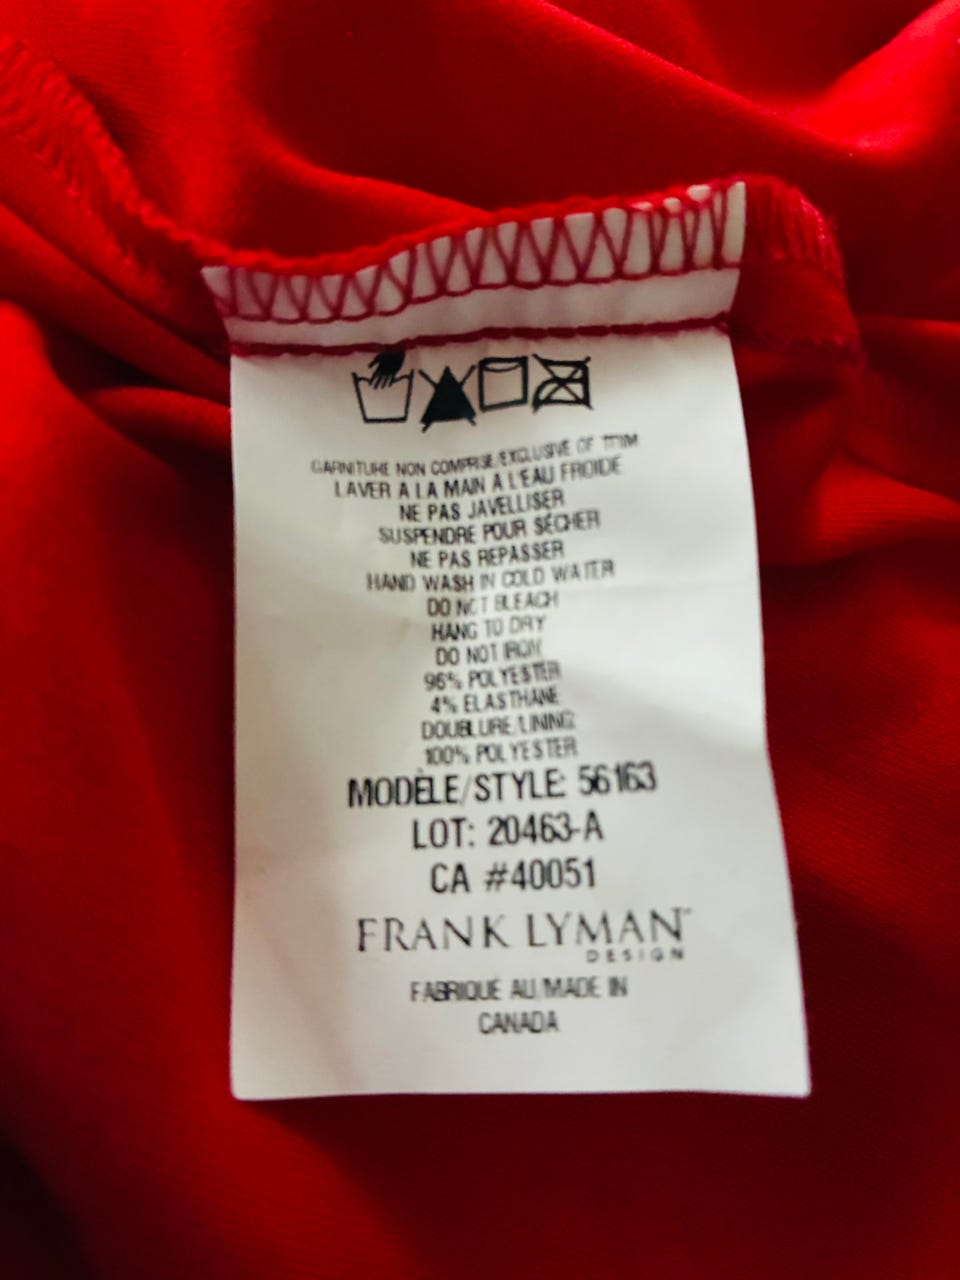 GARNITURE NON COMPRISE/EXCLUSIVE OF TRIM
LAVER A LA MAIN A L'EAU FROIDE
NE PAS JAVELLISER
SUSPENDRE POUR SÉCHER
NE PAS REPASSER
HAND WASH IN COLD WATER
DO NOT BLEACH
HANG TO DRY
DO NOT IRON
96% POLYESTER
4% ELASTHANE
DOUBLURE/LINING:
100% POLYESTER
MODÈLE/STYLE: 56163
LOT: 20463-A
CA #40051
FRANK LYMAN™
DESIGN
FABRIQUÉ AU/MADE IN
CANADA